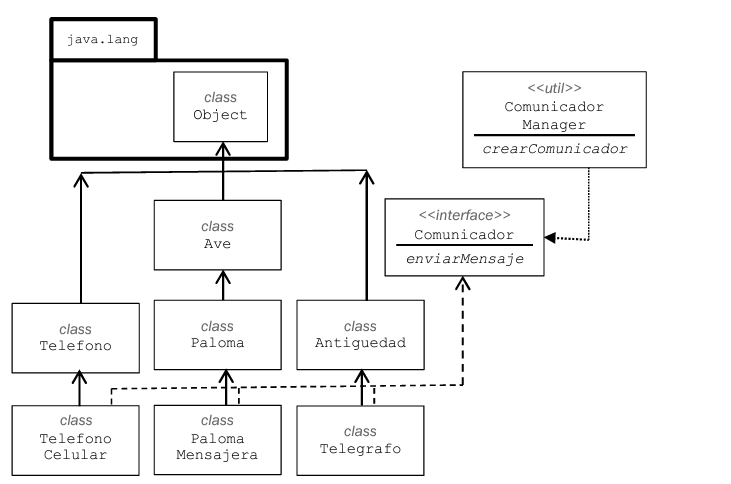 java.lang
class
Object
<<util>>
Comunicador
Manager
crearComunicador
class
Ave
<<interface>>
Comunicador
enviarMensaje
class
Telefono
class
Paloma
class
Antiguedad
class
Telefono
Celular
class
Paloma
Mensajera
class
Telegrafo